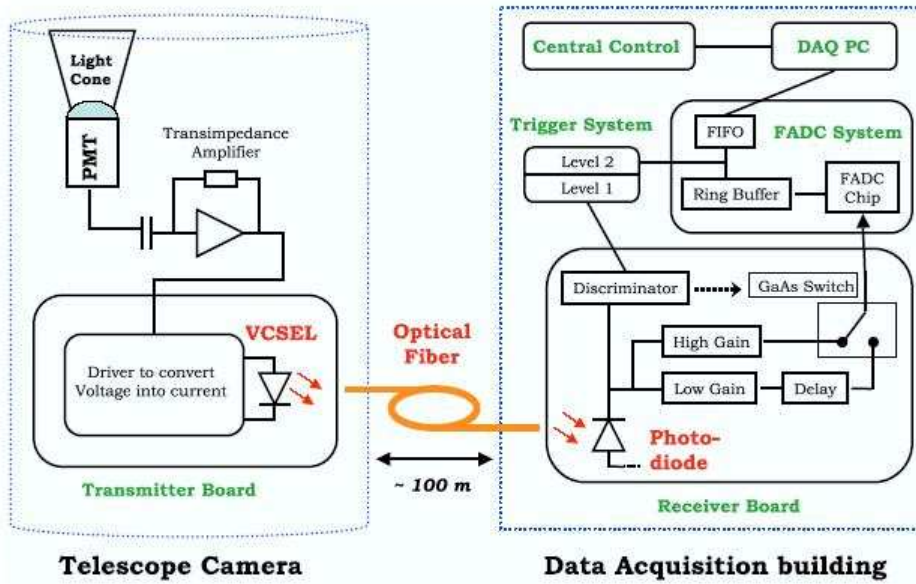 Light
Cone
PMT
Transimpedance
Amplifier
VCSEL
Driver to convert
Voltage into current
Transmitter Board
Telescope Camera
Optical
Fiber
~ 100 m
Central Control
DAQ PC
Trigger System
Level 2
Level 1
FIFO
FADC System
Ring Buffer
FADC
Chip
Discriminator
GaAs Switch
High Gain
Low Gain
Delay
Photo-
diode
Receiver Board
Data Acquisition building